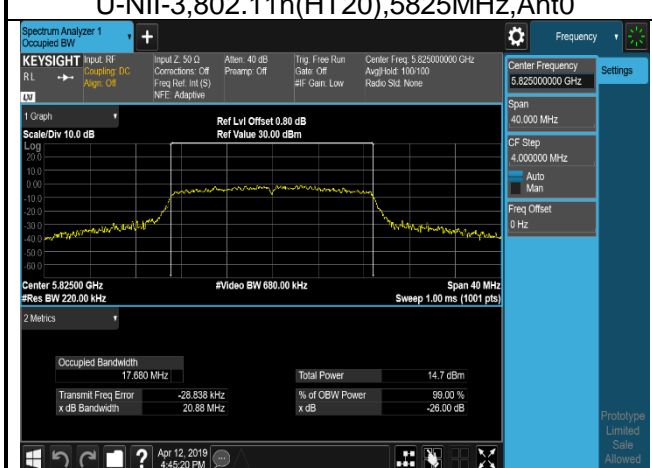 U-NII-3,802.11n(HT20),5825MHz,Ant0
Spectrum Analyzer 1
Occupied BW
Frequency
KEYSIGHT
R L
LXI
Input: RF
Coupling: DC
Align: Off
Input Z: 50 Ω
Corrections: Off
Freq Ref: Int (S)
NFE: Adaptive
Atten: 40 dB
Preamp: Off
Trig: Free Run
Gate: Off
#IF Gain: Low
Center Freq: 5.825000000 GHz
Avg|Hold: 100/100
Radio Std: None
Center Frequency
5.825000000 GHz
Settings
Span
40.000 MHz
CF Step
4.000000 MHz
Auto
Man
Freq Offset
0 Hz
1 Graph
Scale/Div 10.0 dB
Ref Lvl Offset 0.80 dB
Ref Value 30.00 dBm
Log
20.0
10.0
0.00
-10.0
-20.0
-30.0
-40.0
-50.0
-60.0
Center 5.82500 GHz
#Video BW 680.00 kHz
Span 40 MHz
#Res BW 220.00 kHz
Sweep 1.00 ms (1001 pts)
2 Metrics
Occupied Bandwidth
17.680 MHz
Total Power 14.7 dBm
Transmit Freq Error -28.838 kHz
% of OBW Power 99.00 %
x dB Bandwidth 20.88 MHz
x dB -26.00 dB
Prototype
Limited
Sale
Allowed
Apr 12, 2019
4:45:20 PM